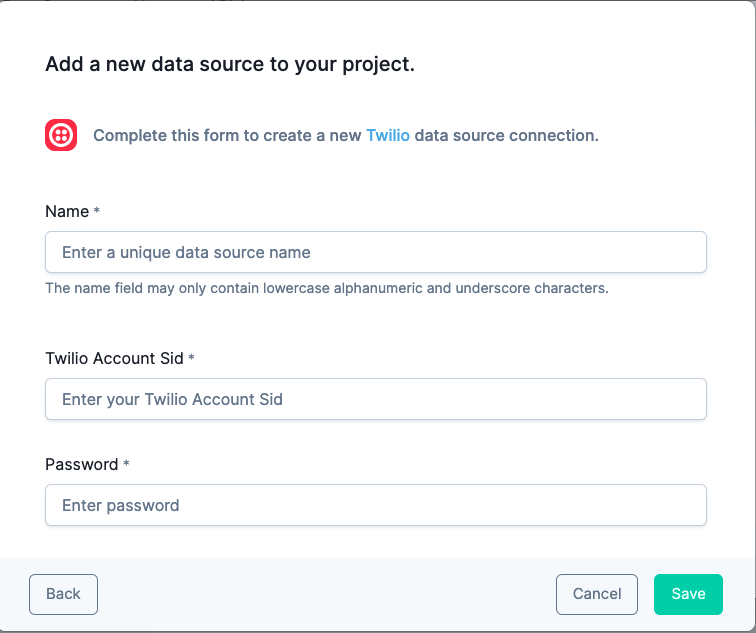 Add a new data source to your project.
Complete this form to create a new Twilio data source connection.
Name *
Enter a unique data source name
The name field may only contain lowercase alphanumeric and underscore characters.
Twilio Account Sid *
Enter your Twilio Account Sid
Password *
Enter password
Back Cancel Save